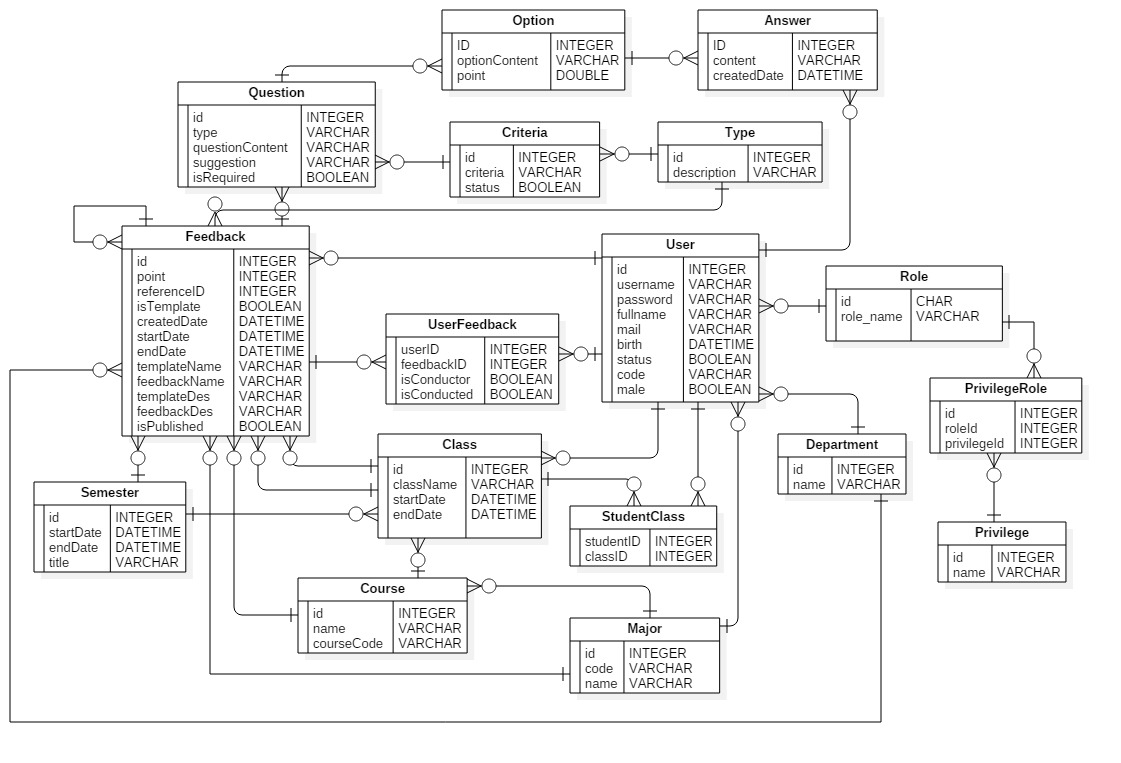 Option
ID INTEGER
optionContent VARCHAR
point DOUBLE
Answer
ID INTEGER
content VARCHAR
createdDate DATETIME
Question
id INTEGER
type VARCHAR
questionContent VARCHAR
suggestion VARCHAR
isRequired BOOLEAN
Criteria
id INTEGER
criteria VARCHAR
status BOOLEAN
Type
id INTEGER
description VARCHAR
Feedback
id INTEGER
point INTEGER
referenceID INTEGER
isTemplate BOOLEAN
createdDate DATETIME
startDate DATETIME
endDate DATETIME
templateName VARCHAR
feedbackName VARCHAR
templateDes VARCHAR
feedbackDes VARCHAR
isPublished BOOLEAN
User
id INTEGER
username VARCHAR
password VARCHAR
fullname VARCHAR
mail VARCHAR
birth DATETIME
status BOOLEAN
code VARCHAR
male BOOLEAN
Role
id CHAR
role_name VARCHAR
UserFeedback
userID INTEGER
feedbackID INTEGER
isConductor BOOLEAN
isConducted BOOLEAN
PrivilegeRole
id INTEGER
roleId INTEGER
privilegeId INTEGER
Class
id INTEGER
className VARCHAR
startDate DATETIME
endDate DATETIME
Department
id INTEGER
name VARCHAR
Semester
id INTEGER
startDate DATETIME
endDate DATETIME
title VARCHAR
StudentClass
studentID INTEGER
classID INTEGER
Privilege
id INTEGER
name VARCHAR
Course
id INTEGER
name VARCHAR
courseCode VARCHAR
Major
id INTEGER
code VARCHAR
name VARCHAR